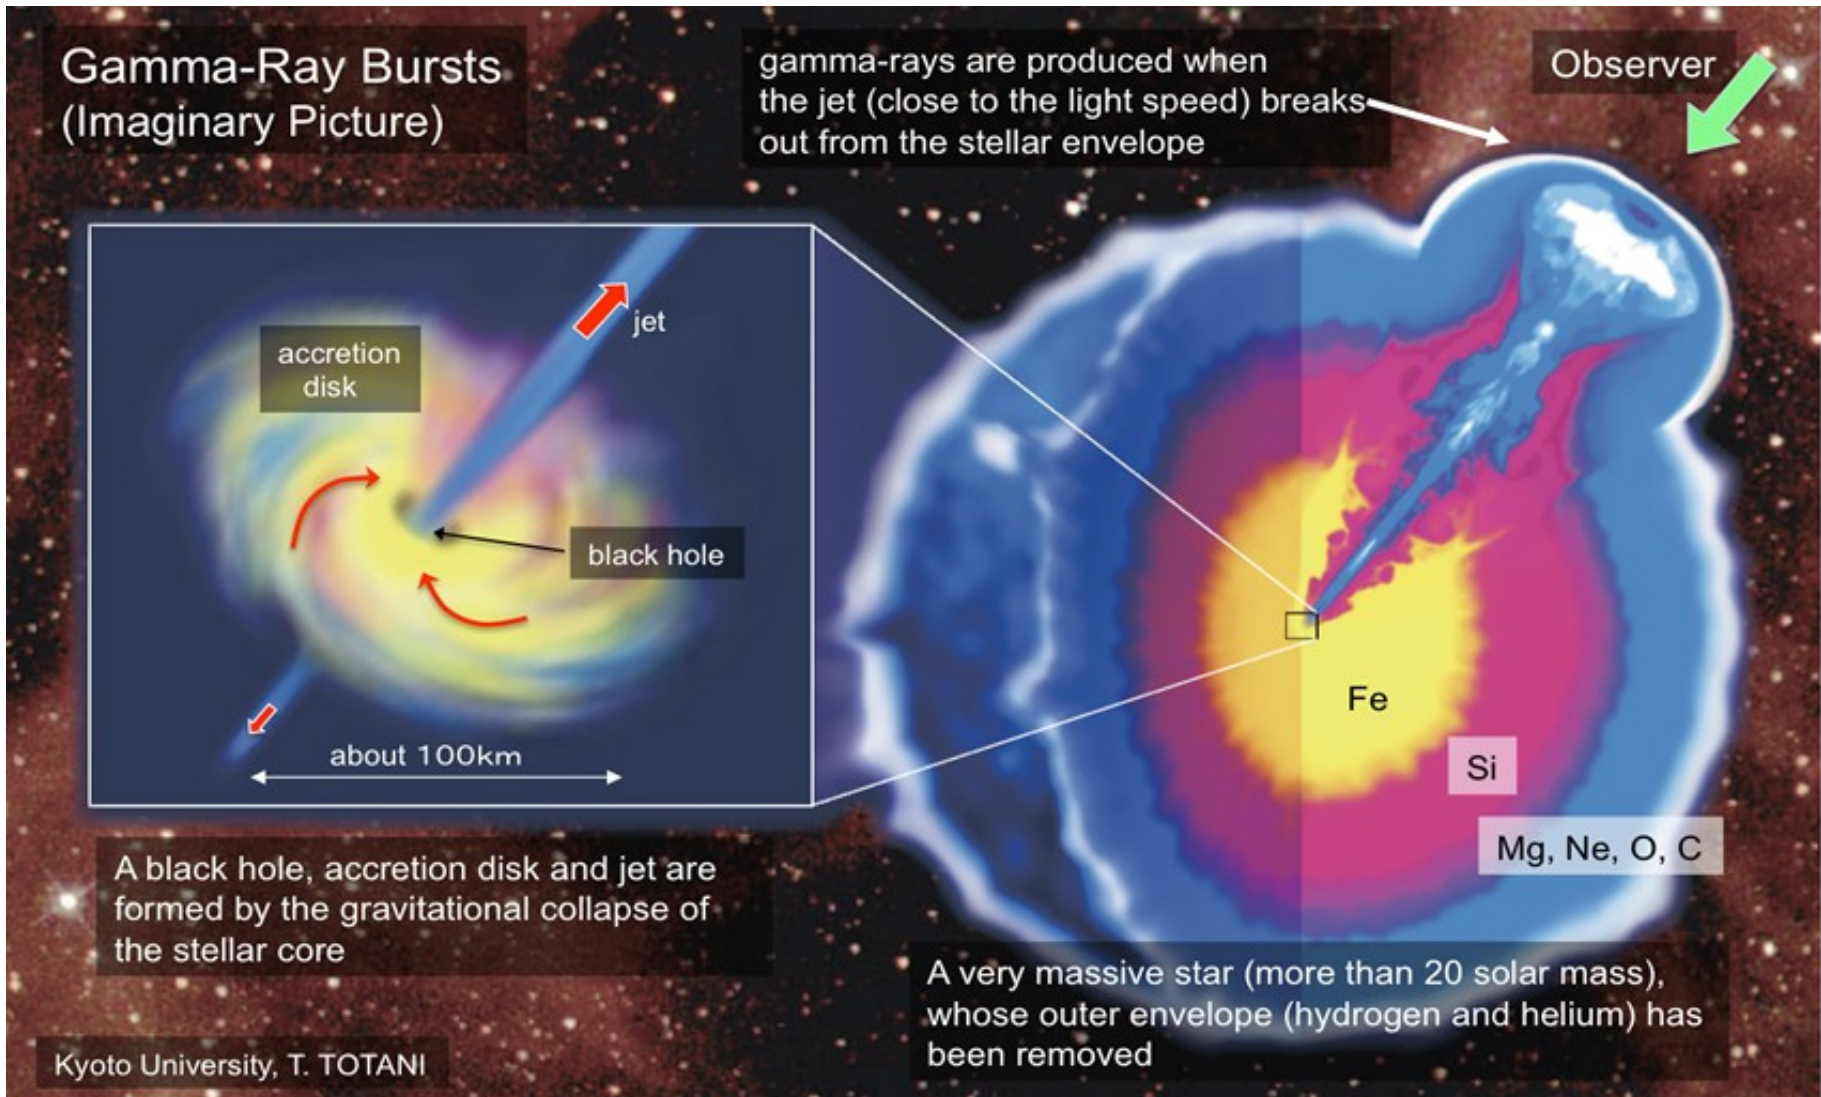 Gamma-Ray Bursts
(Imaginary Picture)
gamma-rays are produced when
the jet (close to the light speed) breaks
out from the stellar envelope
Observer
jet
accretion
disk
black hole
about 100km
Fe
Si
Mg, Ne, O, C
A black hole, accretion disk and jet are
formed by the gravitational collapse of
the stellar core
A very massive star (more than 20 solar mass),
whose outer envelope (hydrogen and helium) has
been removed
Kyoto University, T. TOTANI